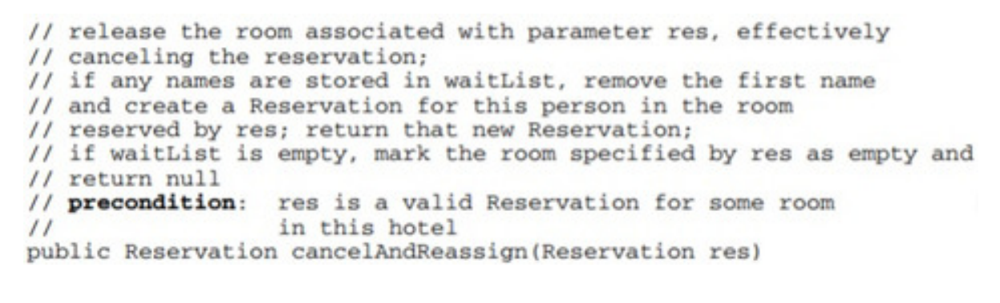 // release the room associated with parameter res, effectively
// canceling the reservation;
// if any names are stored in waitList, remove the first name
// and create a Reservation for this person in the room
// reserved by res; return that new Reservation;
// if waitList is empty, mark the room specified by res as empty and
// return null
// precondition: res is a valid Reservation for some room
// in this hotel
public Reservation cancelAndReassign(Reservation res)